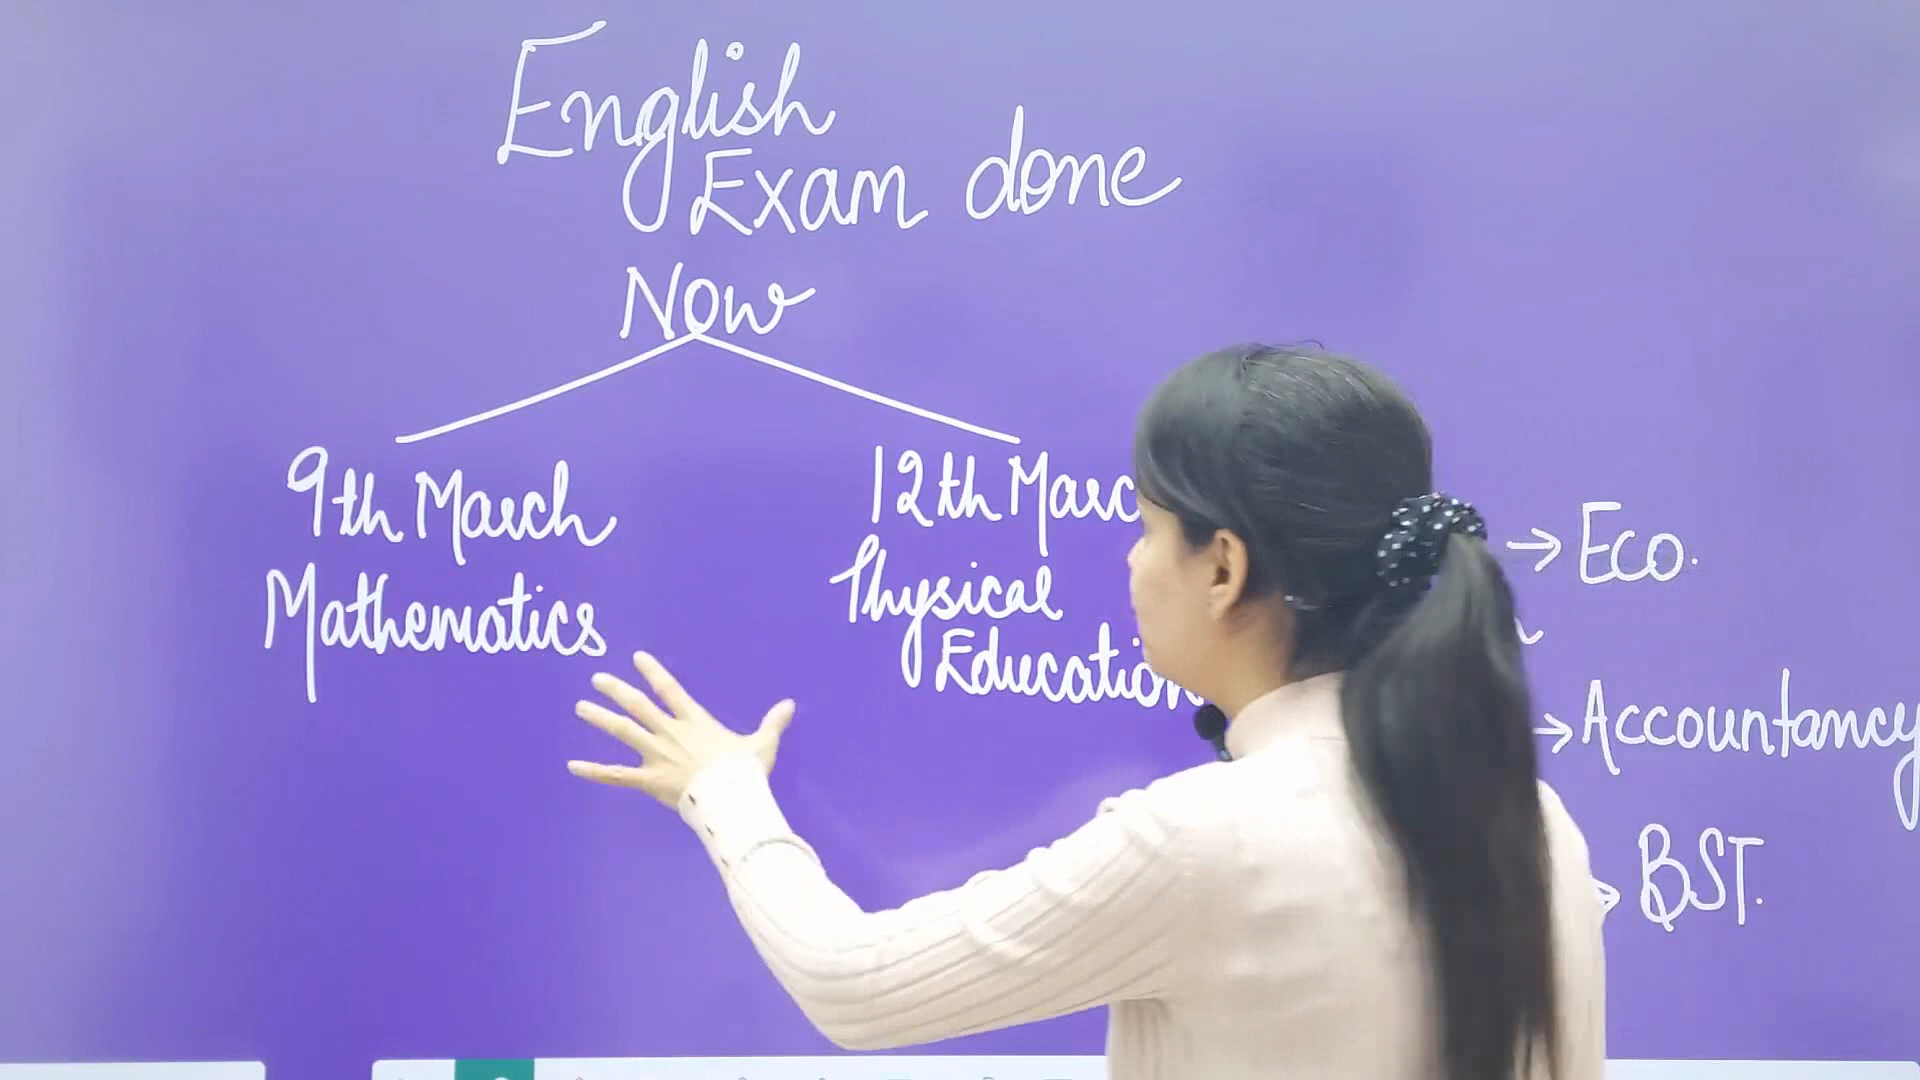 English
Exam done
Now
9th March
Mathematics
12th Marc
Physical
Education
→ Eco.
→ Accountancy
→ BST.